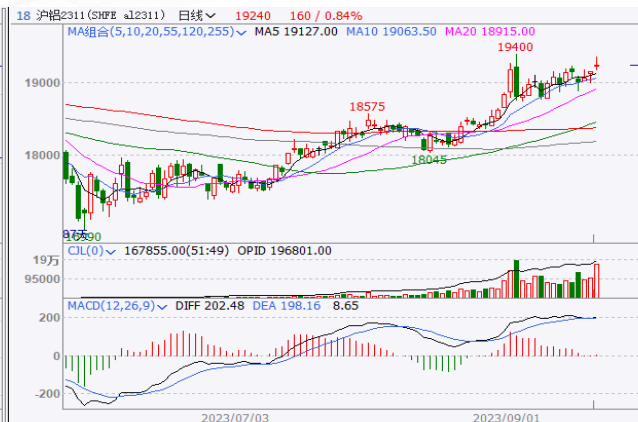 18 沪铝2311(SHFE al2311) 日线 19240 160 / 0.84%
MA组合(5,10,20,55,120,255) MA5 19127.00 MA10 19063.50 MA20 18915.00
19400
19000
18575
18000
18045
CJL(0) 167855.00(51:49) OPID 196801.00
19万
95000
MACD(12,26,9) DIFF 202.48 DEA 198.16 8.65
200
0
-200
2023/07/03 2023/09/01